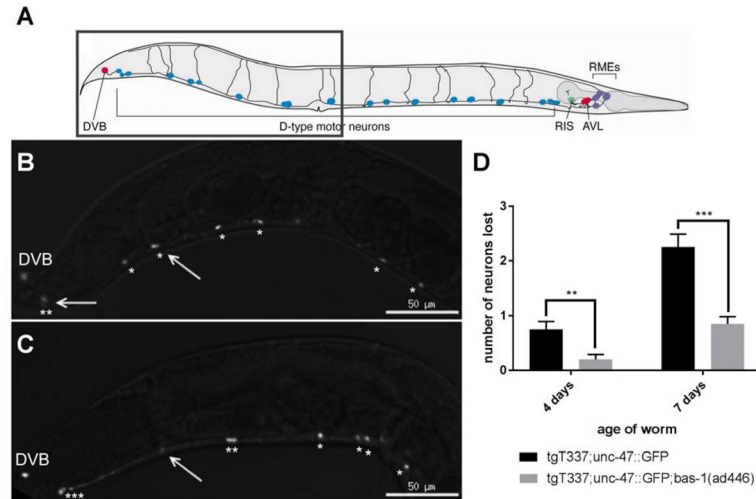 A
RMEs
DVB
D-type motor neurons
RIS
AVL
B
DVB
*
*
*
*
*
*
**
50 µm
C
DVB
**
*
*
*
*
*
***
50 µm
D
number of neurons lost
3
2
1
0
**
***
4 days
7 days
age of worm
tgT337;unc-47::GFP
tgT337;unc-47::GFP;bas-1(ad446)